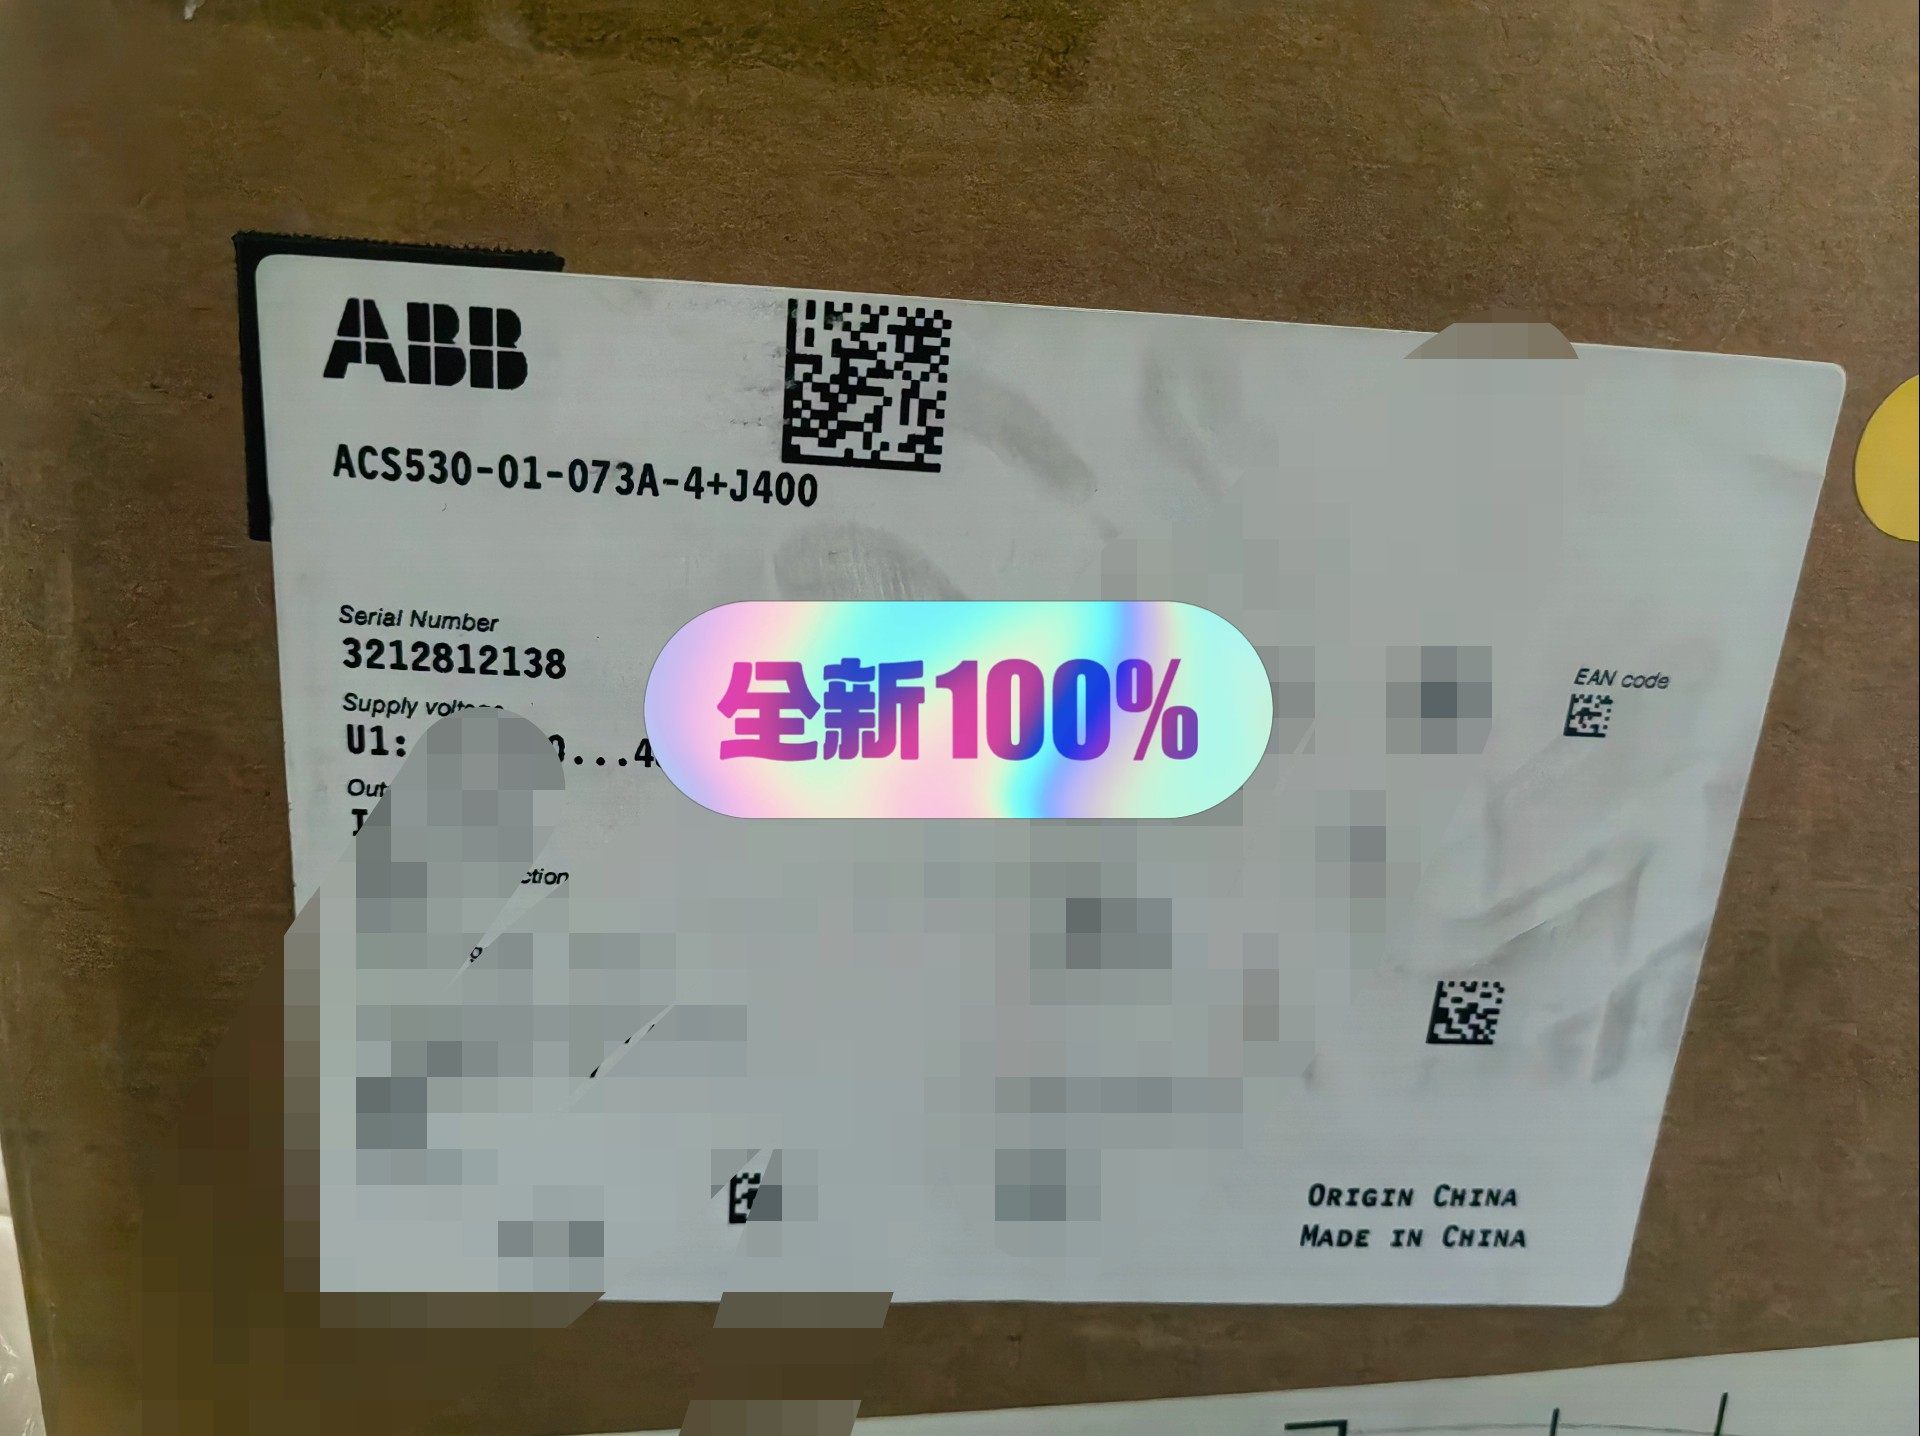 ABB
ACS530-01-073A-4+J400
Serial Number
3212812138
Supply
U1:
全新100%
EAN code
ORIGIN CHINA
MADE IN CHINA